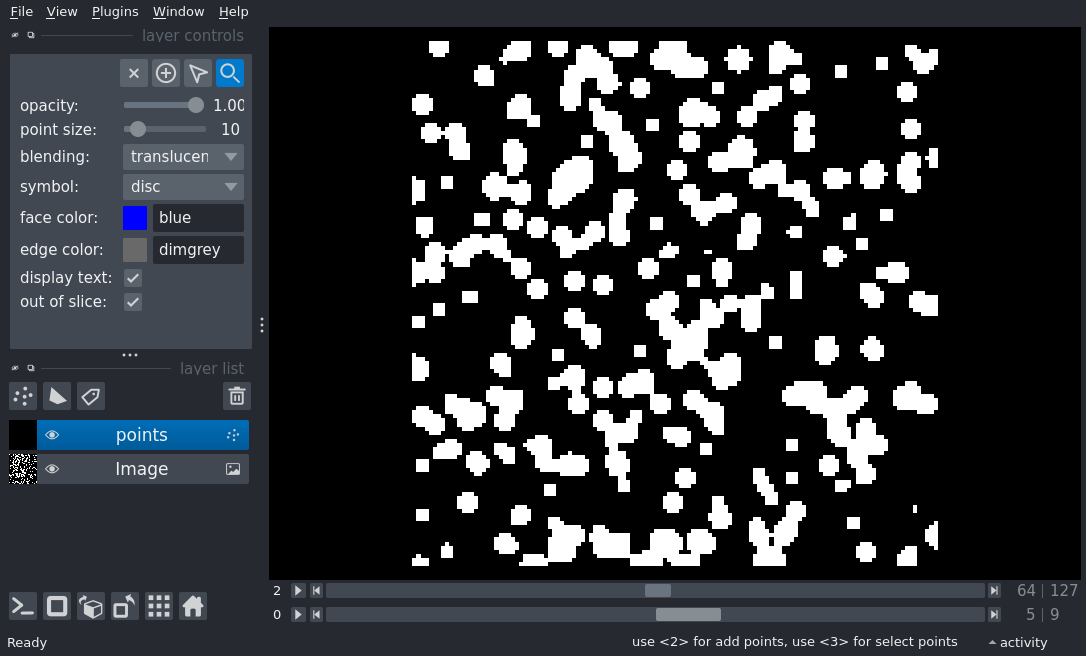 File View Plugins Window Help
layer controls
opacity: 1.00
point size: 10
blending: translucen
symbol: disc
face color: blue
edge color: dimgrey
display text:
out of slice:
layer list
points
Image
2 64 | 127
0 5 | 9
Ready use <2> for add points, use <3> for select points activity